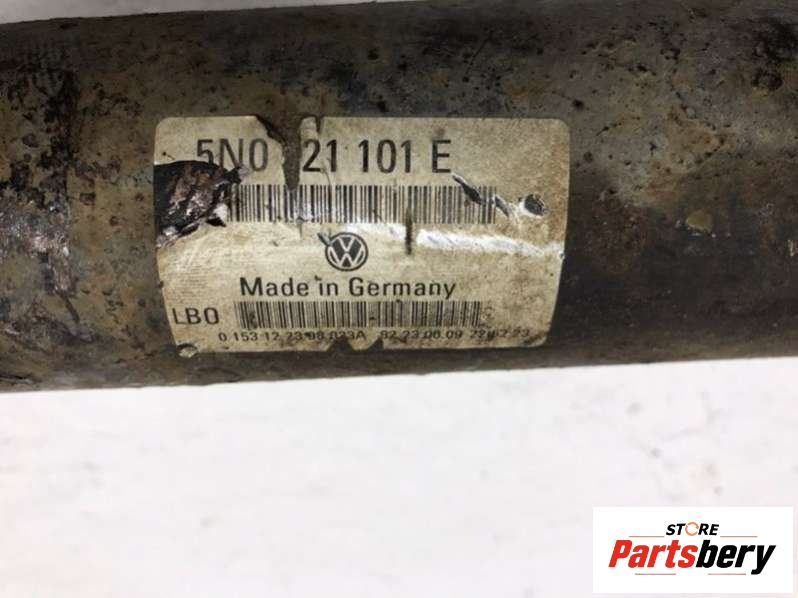 5N0 21 101 E
Made in Germany
LBO
STORE
Partsbery